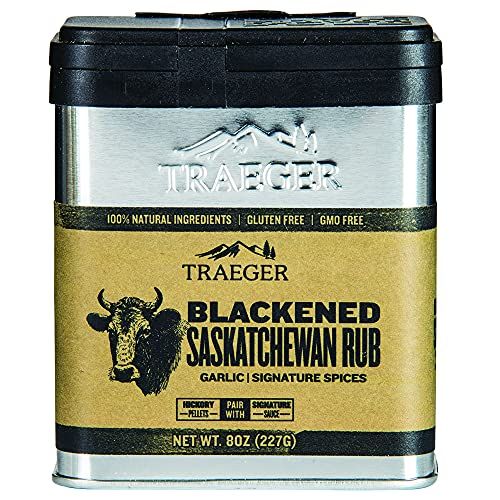 TRAEGER
100% NATURAL INGREDIENTS | GLUTEN FREE | GMO FREE
TRAEGER
BLACKENED
SASKATCHEWAN RUB
GARLIC | SIGNATURE SPICES
HICKORY PELLETS PAIR WITH SIGNATURE SAUCE
NET WT. 8OZ (227G)